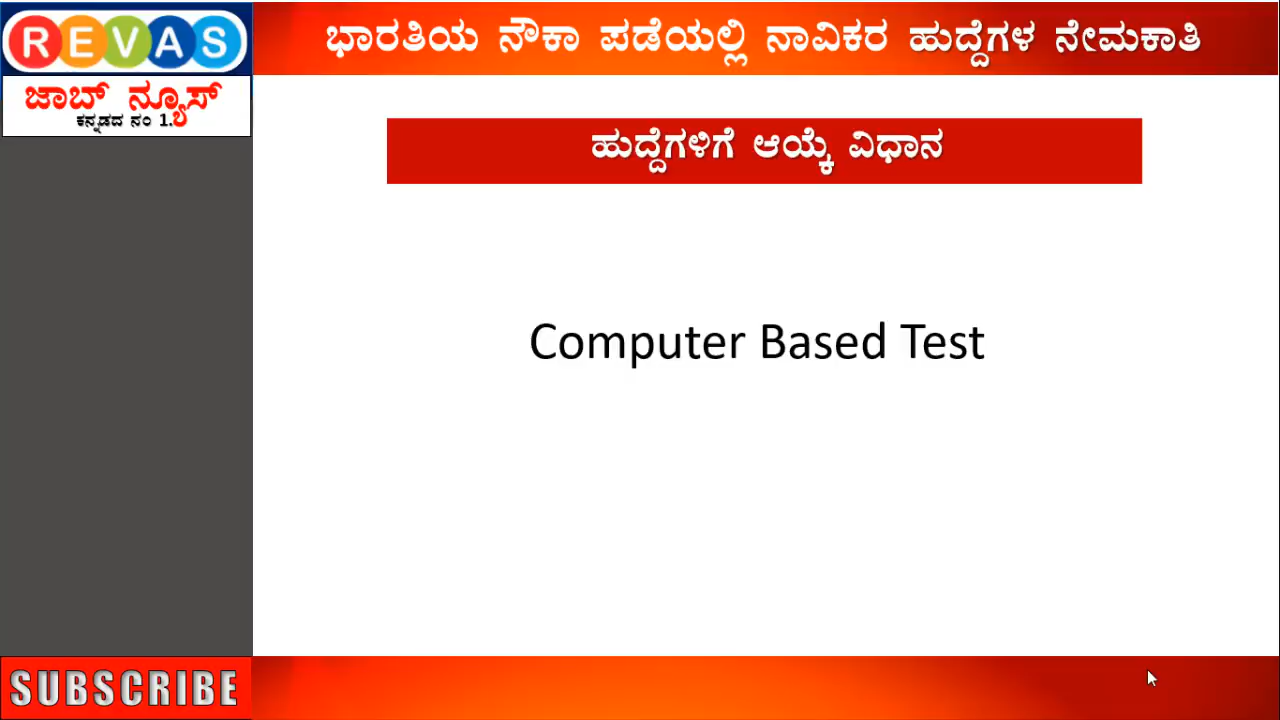 REVAS
ಜಾಬ್ ನ್ಯೂಸ್
ಕನ್ನಡದ ನಂ 1.
ಭಾರತಿಯ ನೌಕಾ ಪಡೆಯಲ್ಲಿ ನಾವಿಕರ ಹುದ್ದೆಗಳ ನೇಮಕಾತಿ
ಹುದ್ದೆಗಳಿಗೆ ಆಯ್ಕೆ ವಿಧಾನ
Computer Based Test
SUBSCRIBE